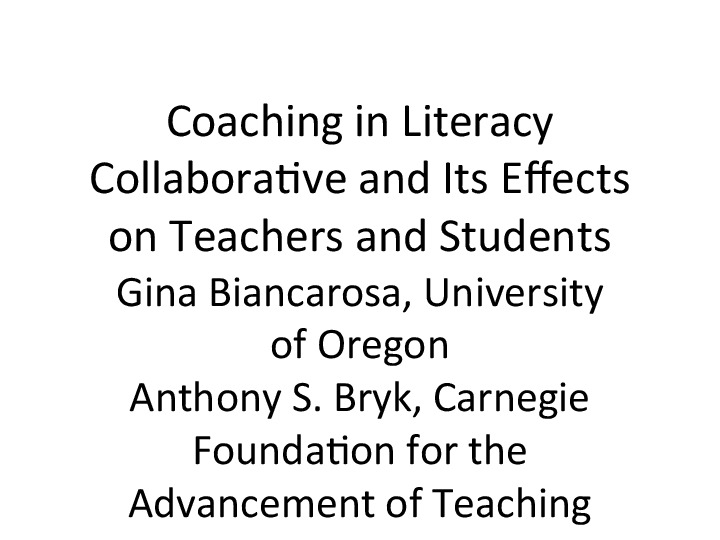 Coaching in Literacy
Collaborative and Its Effects
on Teachers and Students
Gina Biancarosa, University
of Oregon
Anthony S. Bryk, Carnegie
Foundation for the
Advancement of Teaching